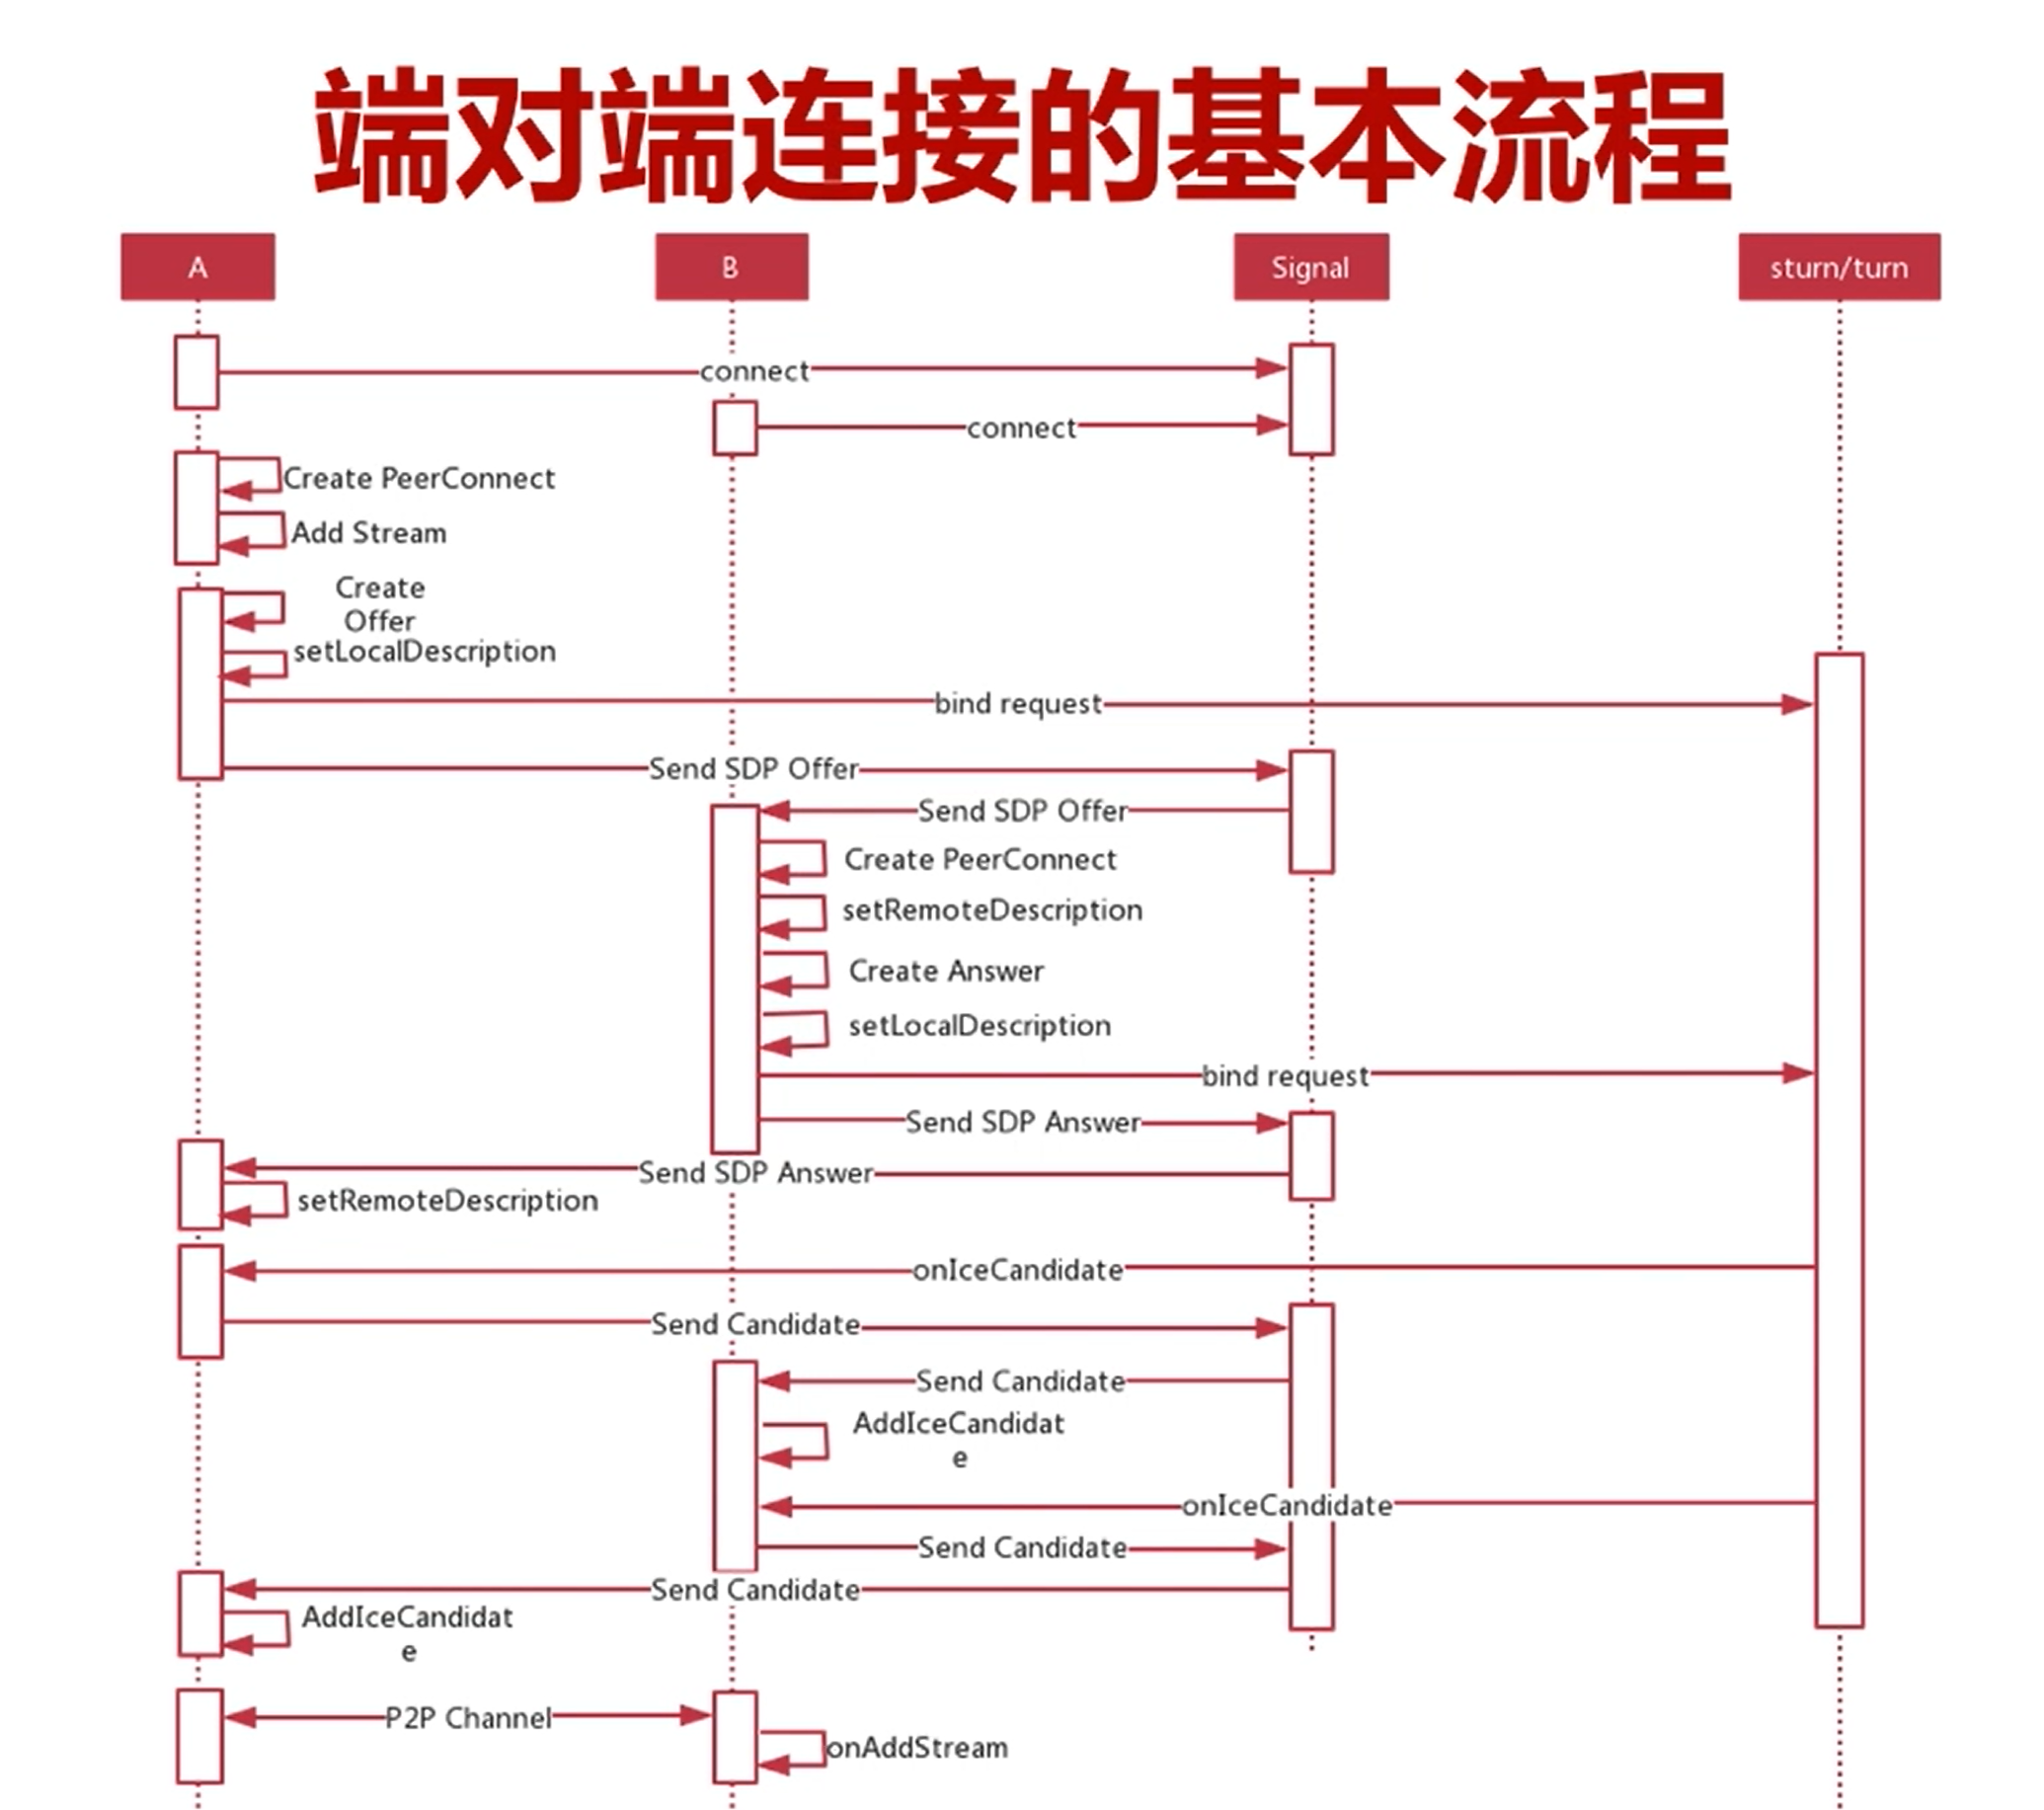 端对端连接的基本流程
A
B
Signal
sturn/turn
connect
connect
Create PeerConnect
Add Stream
Create
Offer
setLocalDescription
bind request
Send SDP Offer
Send SDP Offer
Create PeerConnect
setRemoteDescription
Create Answer
setLocalDescription
bind request
Send SDP Answer
Send SDP Answer
setRemoteDescription
onIceCandidate
Send Candidate
Send Candidate
AddIceCandidat
e
onIceCandidate
Send Candidate
Send Candidate
AddIceCandidat
e
P2P Channel
onAddStream